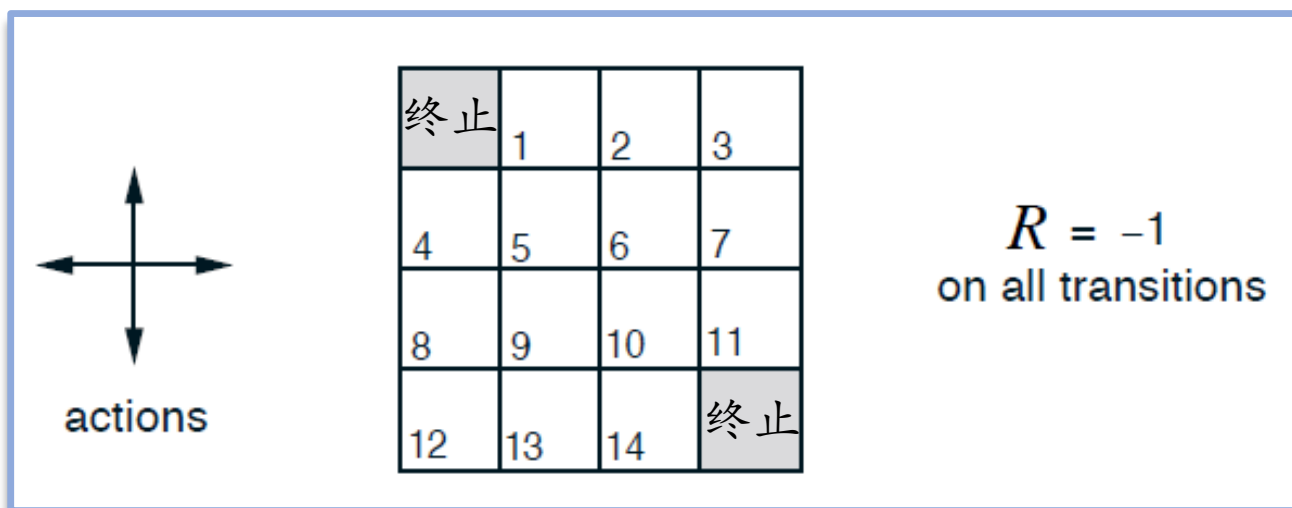 终止 1 2 3
4 5 6 7
8 9 10 11
12 13 14 终止
actions
R = −1
on all transitions